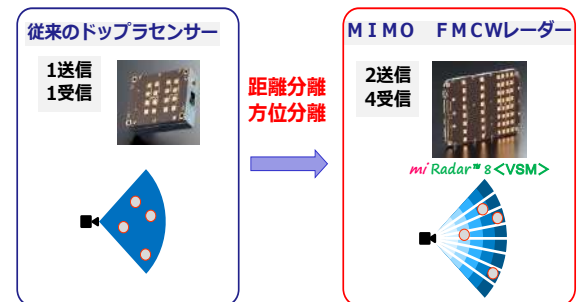 従来のドップラセンサー
1送信
1受信
距離分離
方位分離
ＭＩＭＯ　ＦＭＣＷレーダー
2送信
4受信
miRadar™ 8<VSM>